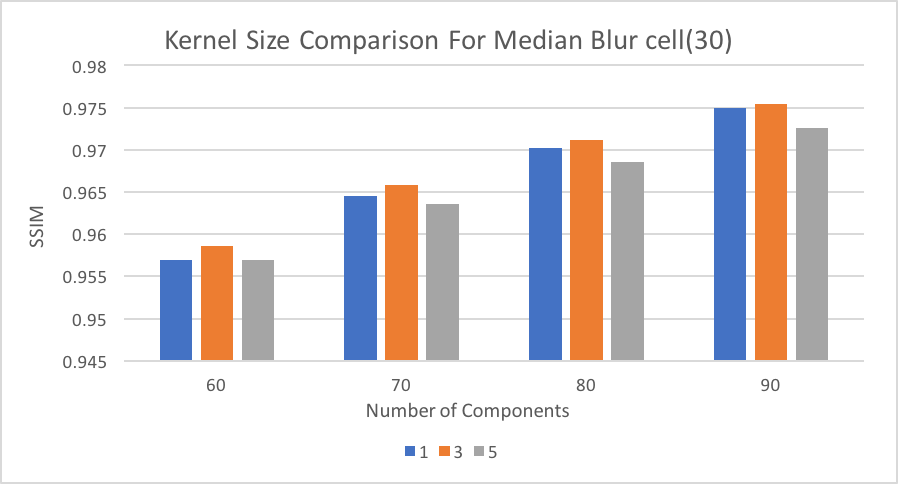 Kernel Size Comparison For Median Blur cell(30)
0.98
0.975
0.97
0.965
0.96
0.955
0.95
0.945
SSIM
60 70 80 90
Number of Components
1 3 5